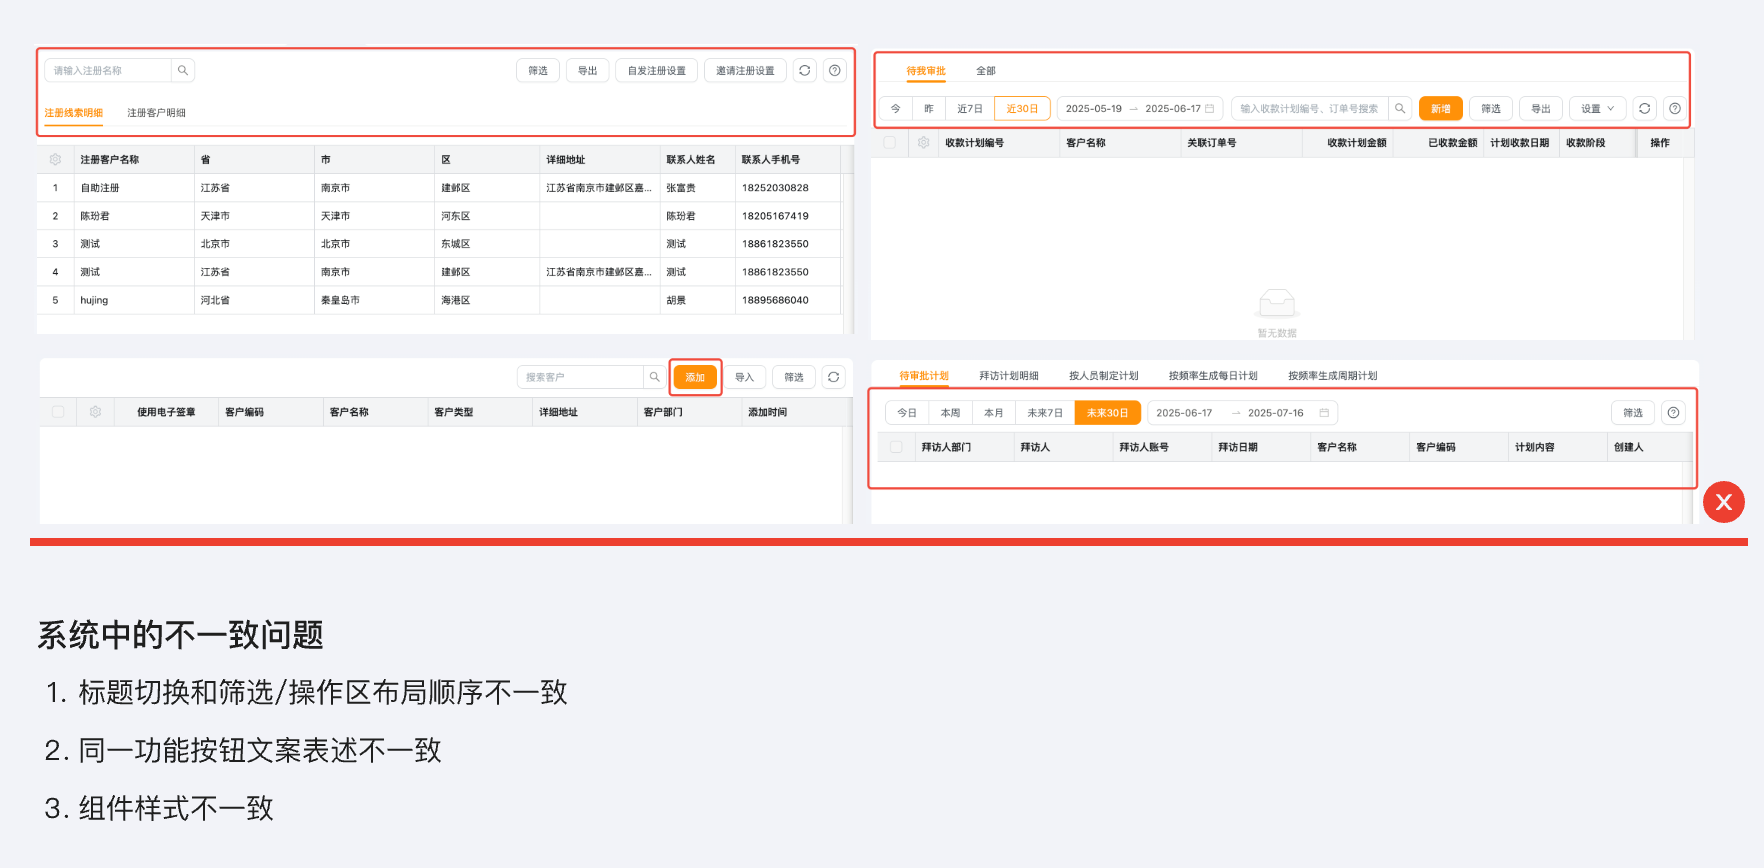 请输入注册名称
筛选 导出 自发注册设置 邀请注册设置
注册线索明细 注册客户明细
注册客户名称 省 市 区 详细地址 联系人姓名 联系人手机号
1 自助注册 江苏省 南京市 建邺区 江苏省南京市建邺区嘉... 张富贵 18252030828
2 陈玢君 天津市 天津市 河东区 陈玢君 18205167419
3 测试 北京市 北京市 东城区 测试 18861823550
4 测试 江苏省 南京市 建邺区 江苏省南京市建邺区嘉... 测试 18861823550
5 hujing 河北省 秦皇岛市 海港区 胡景 18895686040
待我审批 全部
今 昨 近7日 近30日 2025-05-19 → 2025-06-17 输入收款计划编号、订单号搜索 新增 筛选 导出 设置
收款计划编号 客户名称 关联订单号 收款计划金额 已收款金额 计划收款日期 收款阶段 操作
暂无数据
搜索客户 添加 导入 筛选
使用电子签章 客户编码 客户名称 客户类型 详细地址 客户部门 添加时间
待审批计划 拜访计划明细 按人员制定计划 按频率生成每日计划 按频率生成周期计划
今日 本周 本月 未来7日 未来30日 2025-06-17 → 2025-07-16 筛选
拜访人部门 拜访人 拜访人账号 拜访日期 客户名称 客户编码 计划内容 创建人
X
系统中的不一致问题
1. 标题切换和筛选/操作区布局顺序不一致
2. 同一功能按钮文案表述不一致
3. 组件样式不一致